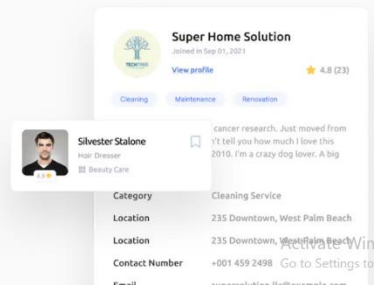 Super Home Solution
Joined in Sep 01, 2021
TECHTREE
View profile
4.8 (23)
Cleaning
Maintenance
Renovation
cancer research. Just moved from
n't tell you how much I love this
2010. I'm a crazy dog lover. A big
Silvester Stalone
Hair Dresser
Beauty Care
4.9
Category
Cleaning Service
Location
235 Downtown, West Palm Beach
Location
235 Downtown, West Palm Beach
Activate Win
Contact Number
+001 459 2498
Go to Settings to
Email